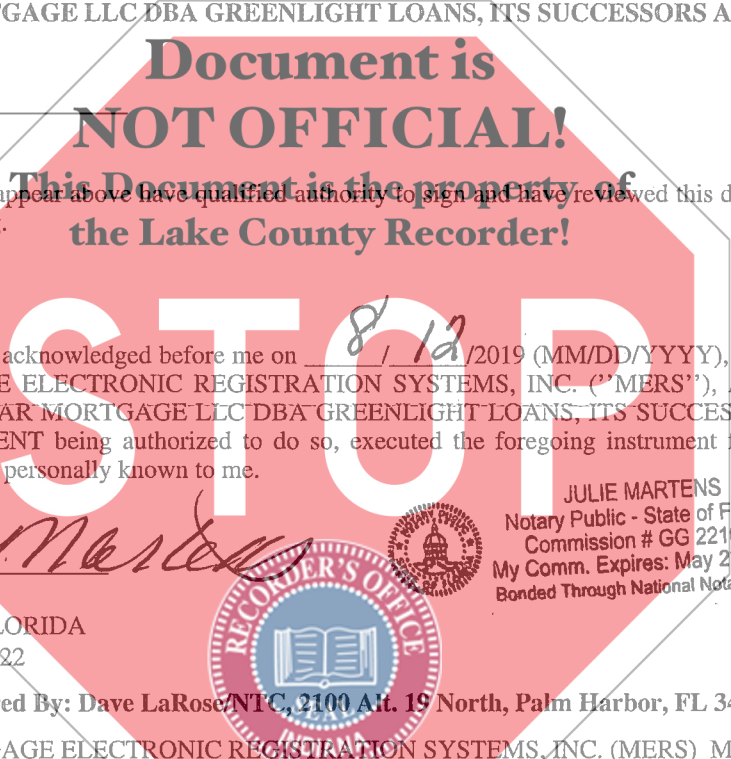 GAGE LLC DBA GREENLIGHT LOANS, ITS SUCCESSORS A
Document is
NOT OFFICIAL!
appear above have qualified authority to sign and have reviewed this d
This Document is the property of
the Lake County Recorder!
STOP
acknowledged before me on 8/12/2019 (MM/DD/YYYY),
E ELECTRONIC REGISTRATION SYSTEMS, INC. ("MERS"),
AR MORTGAGE LLC DBA GREENLIGHT LOANS, ITS SUCCES
ENT being authorized to do so, executed the foregoing instrument f
personally known to me.
JULIE MARTENS
Notary Public - State of F
Commission # GG 221
My Comm. Expires: May 2
Bonded Through National Nota
NOTARY PUBLIC
Martens
RECORDER'S OFFICE
SEAL
INDIANA
LORIDA
22
ed By: Dave LaRose/NTC, 2100 Alt. 19 North, Palm Harbor, FL 34
GAGE ELECTRONIC REGISTRATION SYSTEMS, INC. (MERS) M